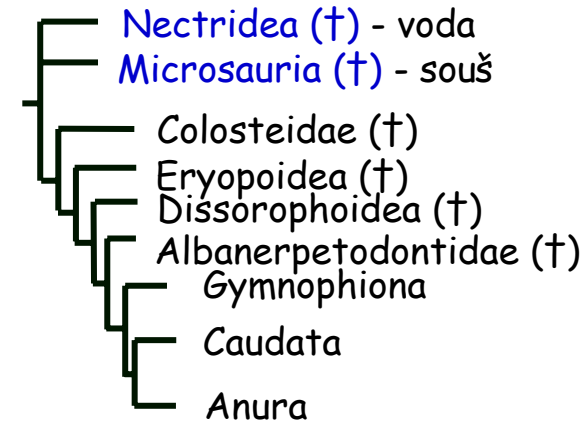 Nectridea (†) - voda
Microsauria (†) - souš
Colosteidae (†)
Eryopoidea (†)
Dissorophoidea (†)
Albanerpetodontidae (†)
Gymnophiona
Caudata
Anura